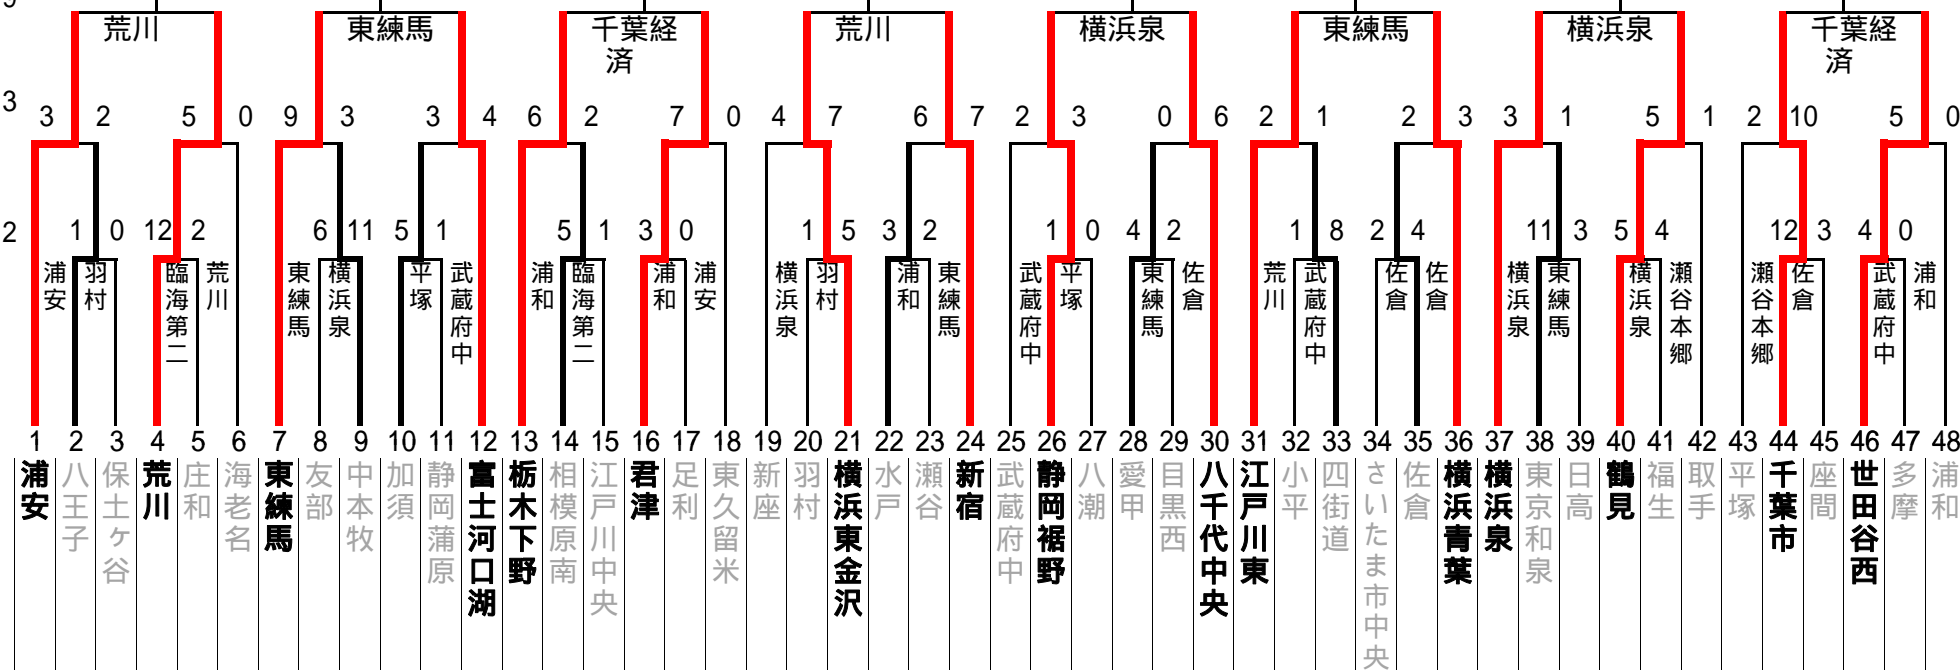 荒川 東練馬 千葉経済 荒川 横浜泉 東練馬 横浜泉 千葉経済
3 3 2 5 0 9 3 3 4 6 2 7 0 4 7 6 7 2 3 0 6 2 1 2 3 3 1 5 1 2 10 5 0
2 1 0 12 2 6 11 5 1 5 1 3 0 1 5 3 2 1 0 4 2 1 8 2 4 11 3 5 4 12 3 4 0
浦安 羽村 臨海第二 荒川 東練馬 横浜泉 平塚 武蔵府中 浦和 臨海第二 浦和 浦安 横浜泉 羽村 浦和 東練馬 武蔵府中 平塚 東練馬 佐倉 荒川 武蔵府中 佐倉 佐倉 横浜泉 東練馬 横浜泉 瀬谷本郷 瀬谷本郷 佐倉 武蔵府中 浦和
1 2 3 4 5 6 7 8 9 10 11 12 13 14 15 16 17 18 19 20 21 22 23 24 25 26 27 28 29 30 31 32 33 34 35 36 37 38 39 40 41 42 43 44 45 46 47 48
浦安
八王子
保土ヶ谷
荒川
庄和
海老名
東練馬
友部
中本牧
加須
静岡蒲原
富士河口湖
栃木下野
相模原南
江戸川中央
君津
足利
東久留米
新座
羽村
横浜東金沢
水戸
瀬谷
新宿
武蔵府中
静岡裾野
八潮
愛甲
目黒西
八千代中央
江戸川東
小平
四街道
さいたま市中央
佐倉
横浜青葉
横浜泉
東京和泉
日高
鶴見
福生
取手
平塚
千葉市
座間
世田谷西
多摩
浦和